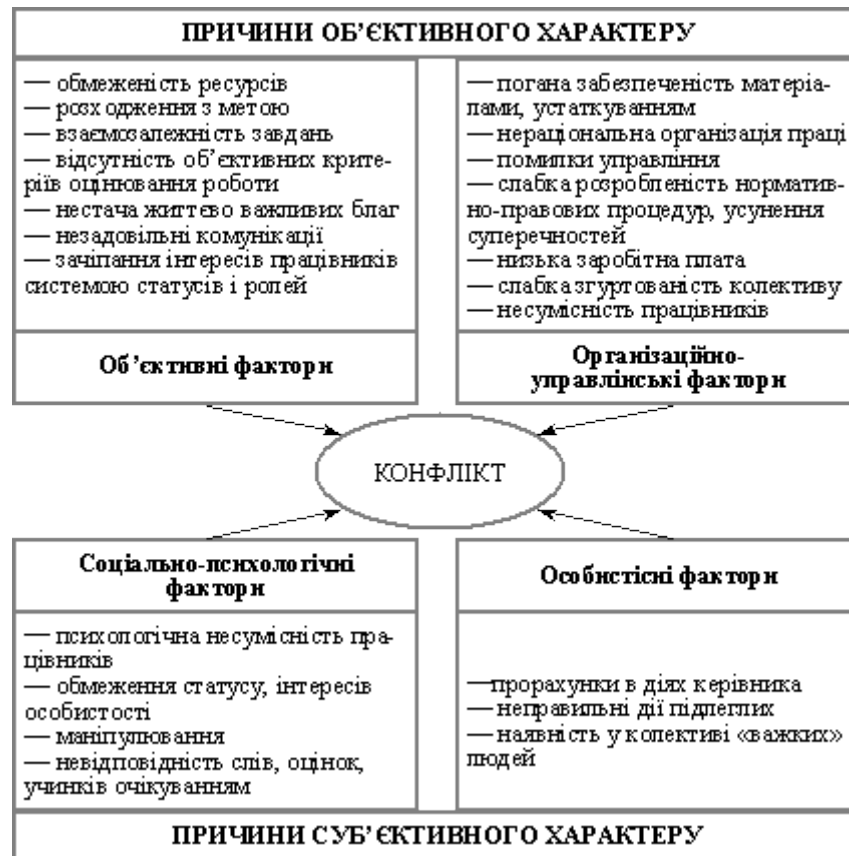 ПРИЧИНИ ОБ’ЄКТИВНОГО ХАРАКТЕРУ
— обмеженість ресурсів
— розходження з метою
— взаємозалежність завдань
— відсутність об’єктивних крите-
ріїв оцінювання роботи
— нестача життєво важливих благ
— незадовільні комунікації
— зачіпання інтересів працівників
системою статусів і ролей
Об’єктивні фактори
— погана забезпеченість матеріа-
лами, устаткуванням
— нераціональна організація праці
— помилки управління
— слабка розробленість норматив-
но-правових процедур, усунення
суперечностей
— низька заробітна плата
— слабка згуртованість колективу
— несумісність працівників
Організаційно-
управлінські фактори
КОНФЛІКТ
Соціально-психологічні
фактори
— психологічна несумісність пра-
цівників
— обмеження статусу, інтересів
особистості
— маніпулювання
— невідповідність слів, оцінок,
учинків очікуванням
Особистісні фактори
—прорахунки в діях керівника
— неправильні дії підлеглих
— наявність у колективі «важких»
людей
ПРИЧИНИ СУБ’ЄКТИВНОГО ХАРАКТЕРУ